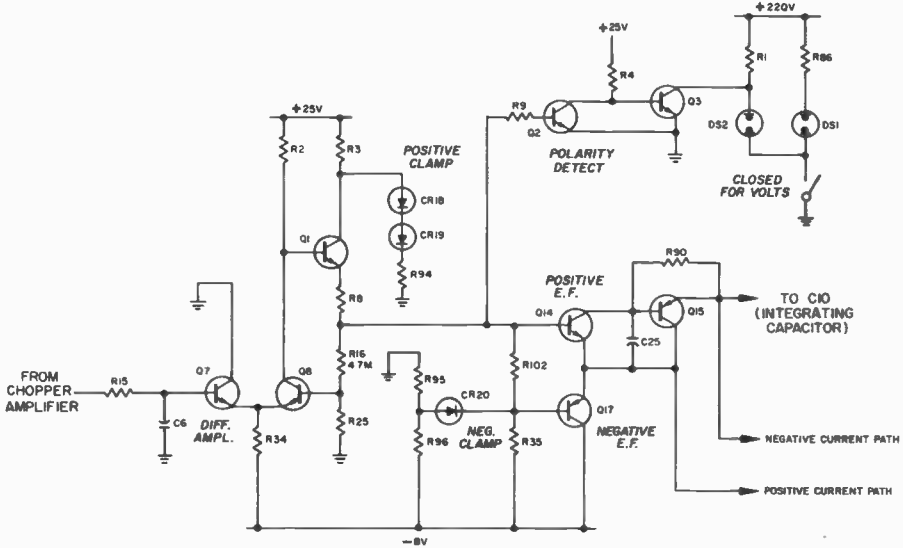 +220V
+25V
R1
R86
R4
R9
Q3
Q2
DS2
DS1
+25V
POLARITY
DETECT
R2
R3
POSITIVE
CLAMP
CLOSED
FOR VOLTS
CR18
CR19
Q1
R94
R90
R8
POSITIVE
E.F.
Q14
Q15
TO C10
(INTEGRATING
CAPACITOR)
C25
R16
4.7M
R102
FROM
CHOPPER
AMPLIFIER
R15
Q7
Q8
R95
CR20
Q17
C6
DIFF.
AMPL.
R25
R34
R96
NEG.
CLAMP
R35
NEGATIVE
E.F.
NEGATIVE CURRENT PATH
POSITIVE CURRENT PATH
-8V